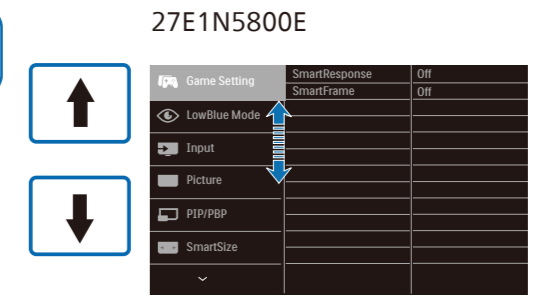 27E1N5800E
Game Setting SmartResponse Off
SmartFrame Off
LowBlue Mode
Input
Picture
PIP/PBP
SmartSize